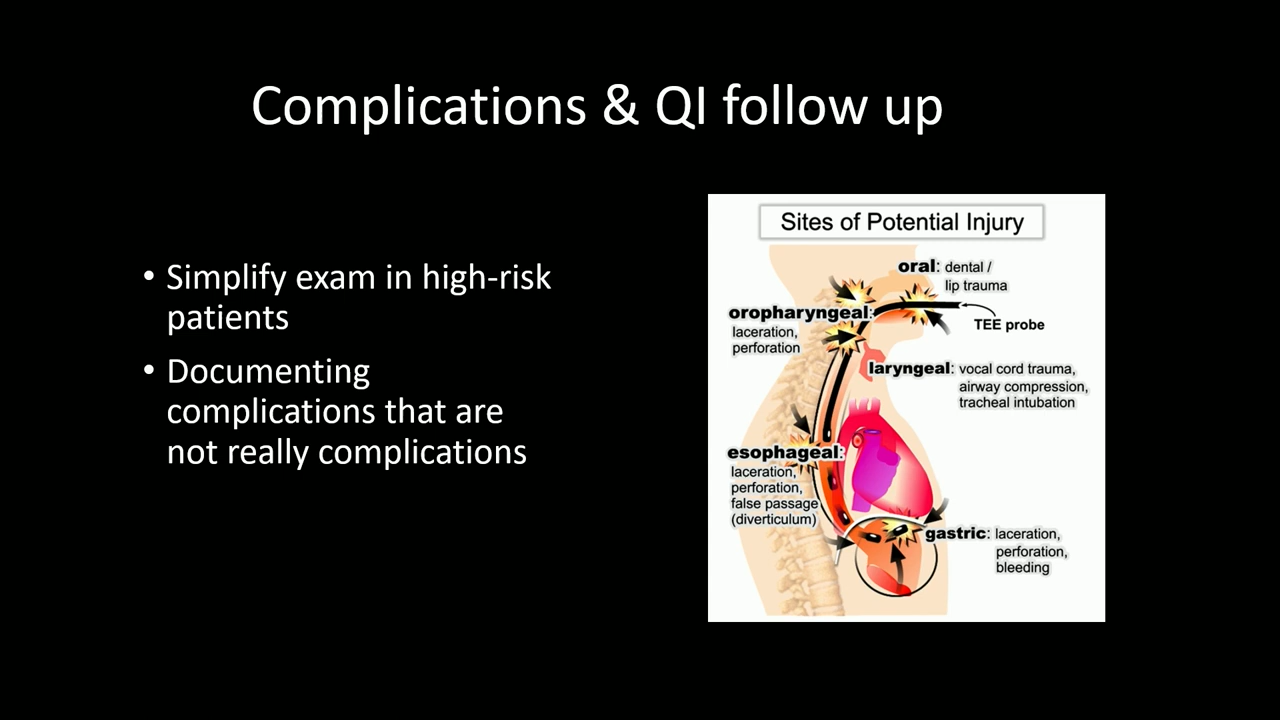 Complications & QI follow up
• Simplify exam in high-risk
patients
• Documenting
complications that are
not really complications
Sites of Potential Injury
oral: dental /
lip trauma
oropharyngeal:
laceration,
perforation
TEE probe
laryngeal: vocal cord trauma,
airway compression,
tracheal intubation
esophageal:
laceration,
perforation,
false passage
(diverticulum)
gastric: laceration,
perforation,
bleeding